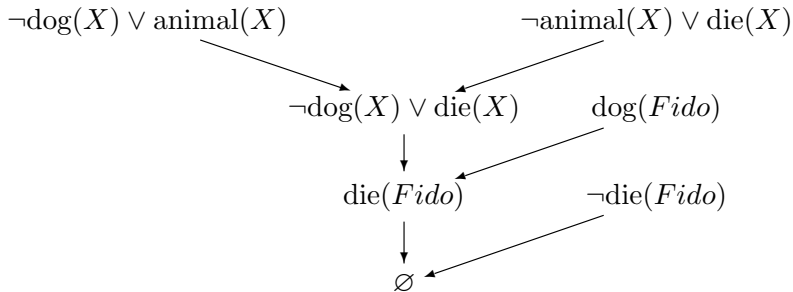 ¬dog(X) ∨ animal(X) ¬animal(X) ∨ die(X)
¬dog(X) ∨ die(X) dog(Fido)
die(Fido) ¬die(Fido)
∅